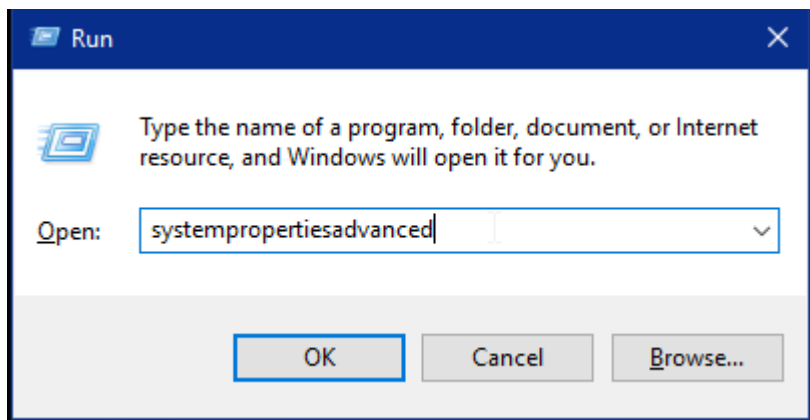 Run
Type the name of a program, folder, document, or Internet
resource, and Windows will open it for you.
Open:
systempropertiesadvanced
OK
Cancel
Browse...